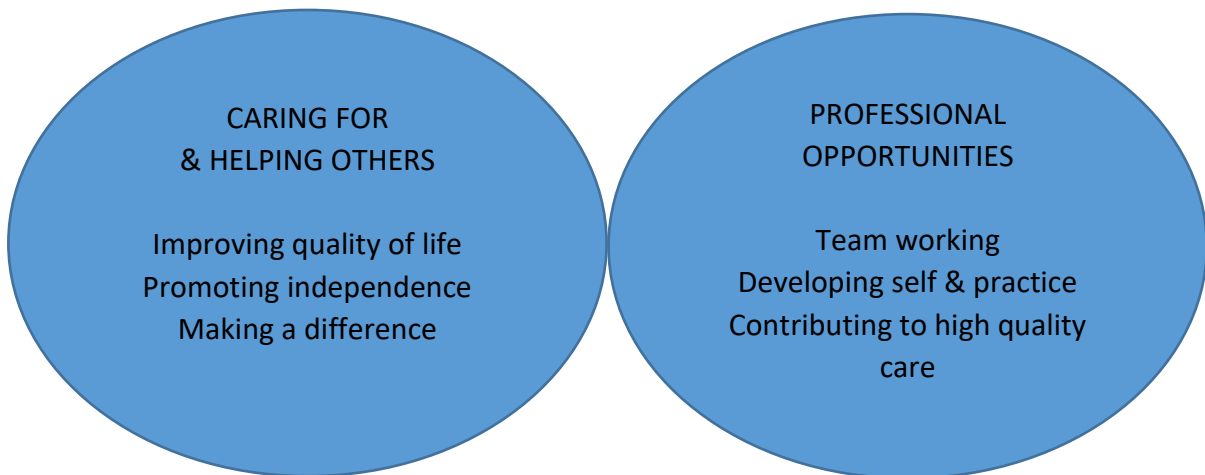 CARING FOR
& HELPING OTHERS
Improving quality of life
Promoting independence
Making a difference
PROFESSIONAL
OPPORTUNITIES
Team working
Developing self & practice
Contributing to high quality
care